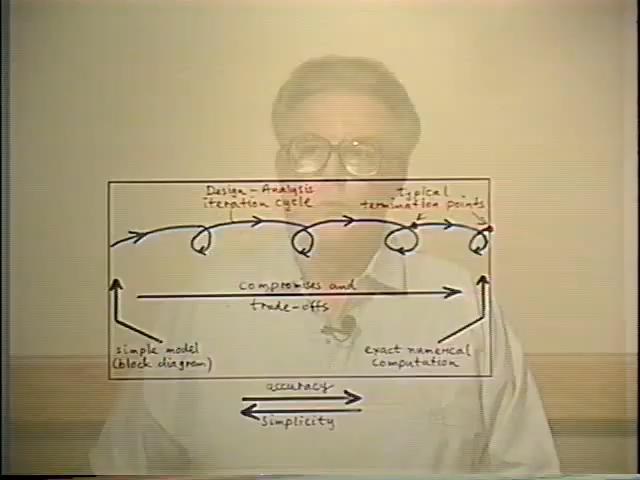 Design-Analysis
iteration cycle
typical
termination points
compromises and
trade-offs
simple model
(block diagram)
exact numerical
computation
accuracy
simplicity